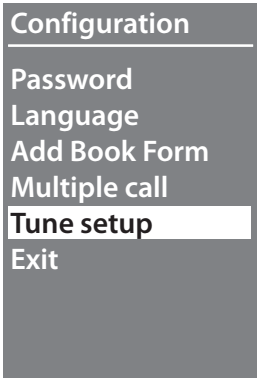 Configuration
Password
Language
Add Book Form
Multiple call
Tune setup
Exit